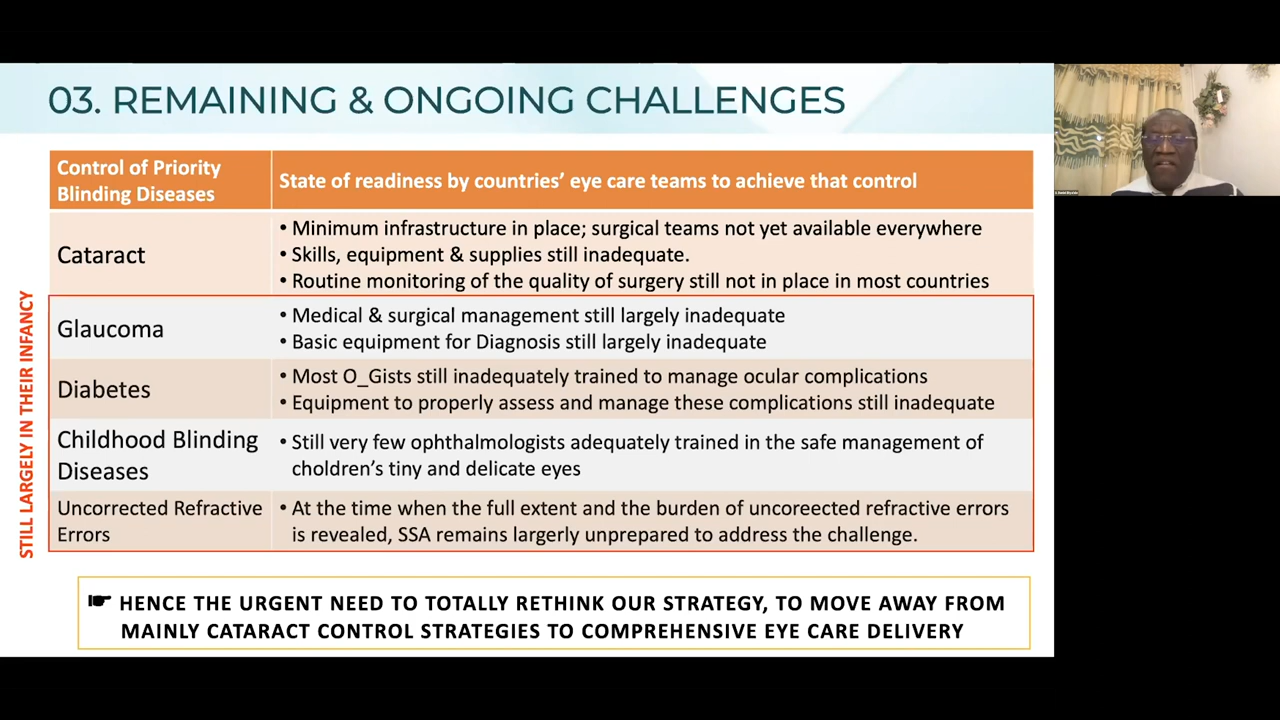 03. REMAINING & ONGOING CHALLENGES
Control of Priority
Blinding Diseases
State of readiness by countries' eye care teams to achieve that control
Cataract
• Minimum infrastructure in place; surgical teams not yet available everywhere
• Skills, equipment & supplies still inadequate.
• Routine monitoring of the quality of surgery still not in place in most countries
STILL LARGELY IN THEIR INFANCY
Glaucoma
• Medical & surgical management still largely inadequate
• Basic equipment for Diagnosis still largely inadequate
Diabetes
• Most O_Gists still inadequately trained to manage ocular complications
• Equipment to properly assess and manage these complications still inadequate
Childhood Blinding
Diseases
• Still very few ophthalmologists adequately trained in the safe management of
choldren's tiny and delicate eyes
Uncorrected Refractive
Errors
• At the time when the full extent and the burden of uncoreected refractive errors
is revealed, SSA remains largely unprepared to address the challenge.
☛ HENCE THE URGENT NEED TO TOTALLY RETHINK OUR STRATEGY, TO MOVE AWAY FROM
MAINLY CATARACT CONTROL STRATEGIES TO COMPREHENSIVE EYE CARE DELIVERY